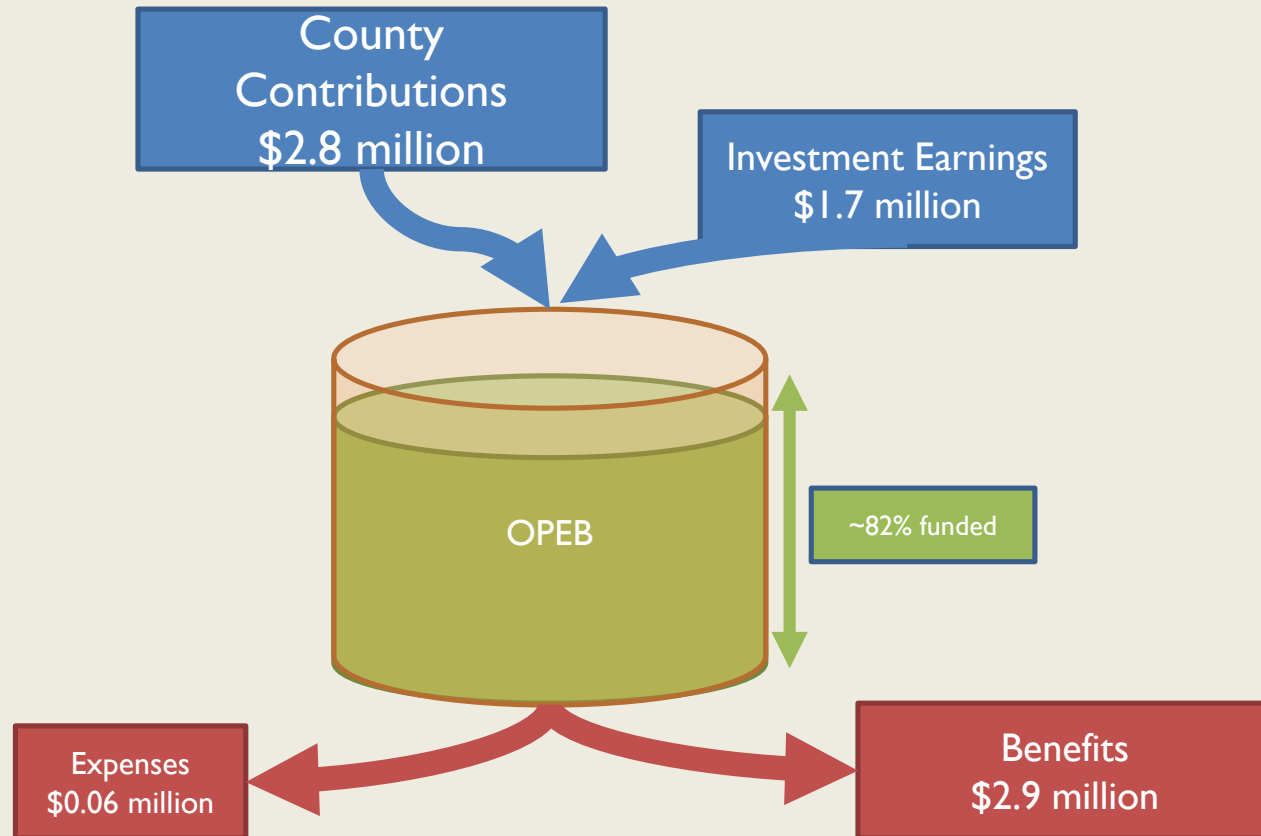 County
Contributions
$2.8 million
Investment Earnings
$1.7 million
OPEB
~82% funded
Expenses
$0.06 million
Benefits
$2.9 million